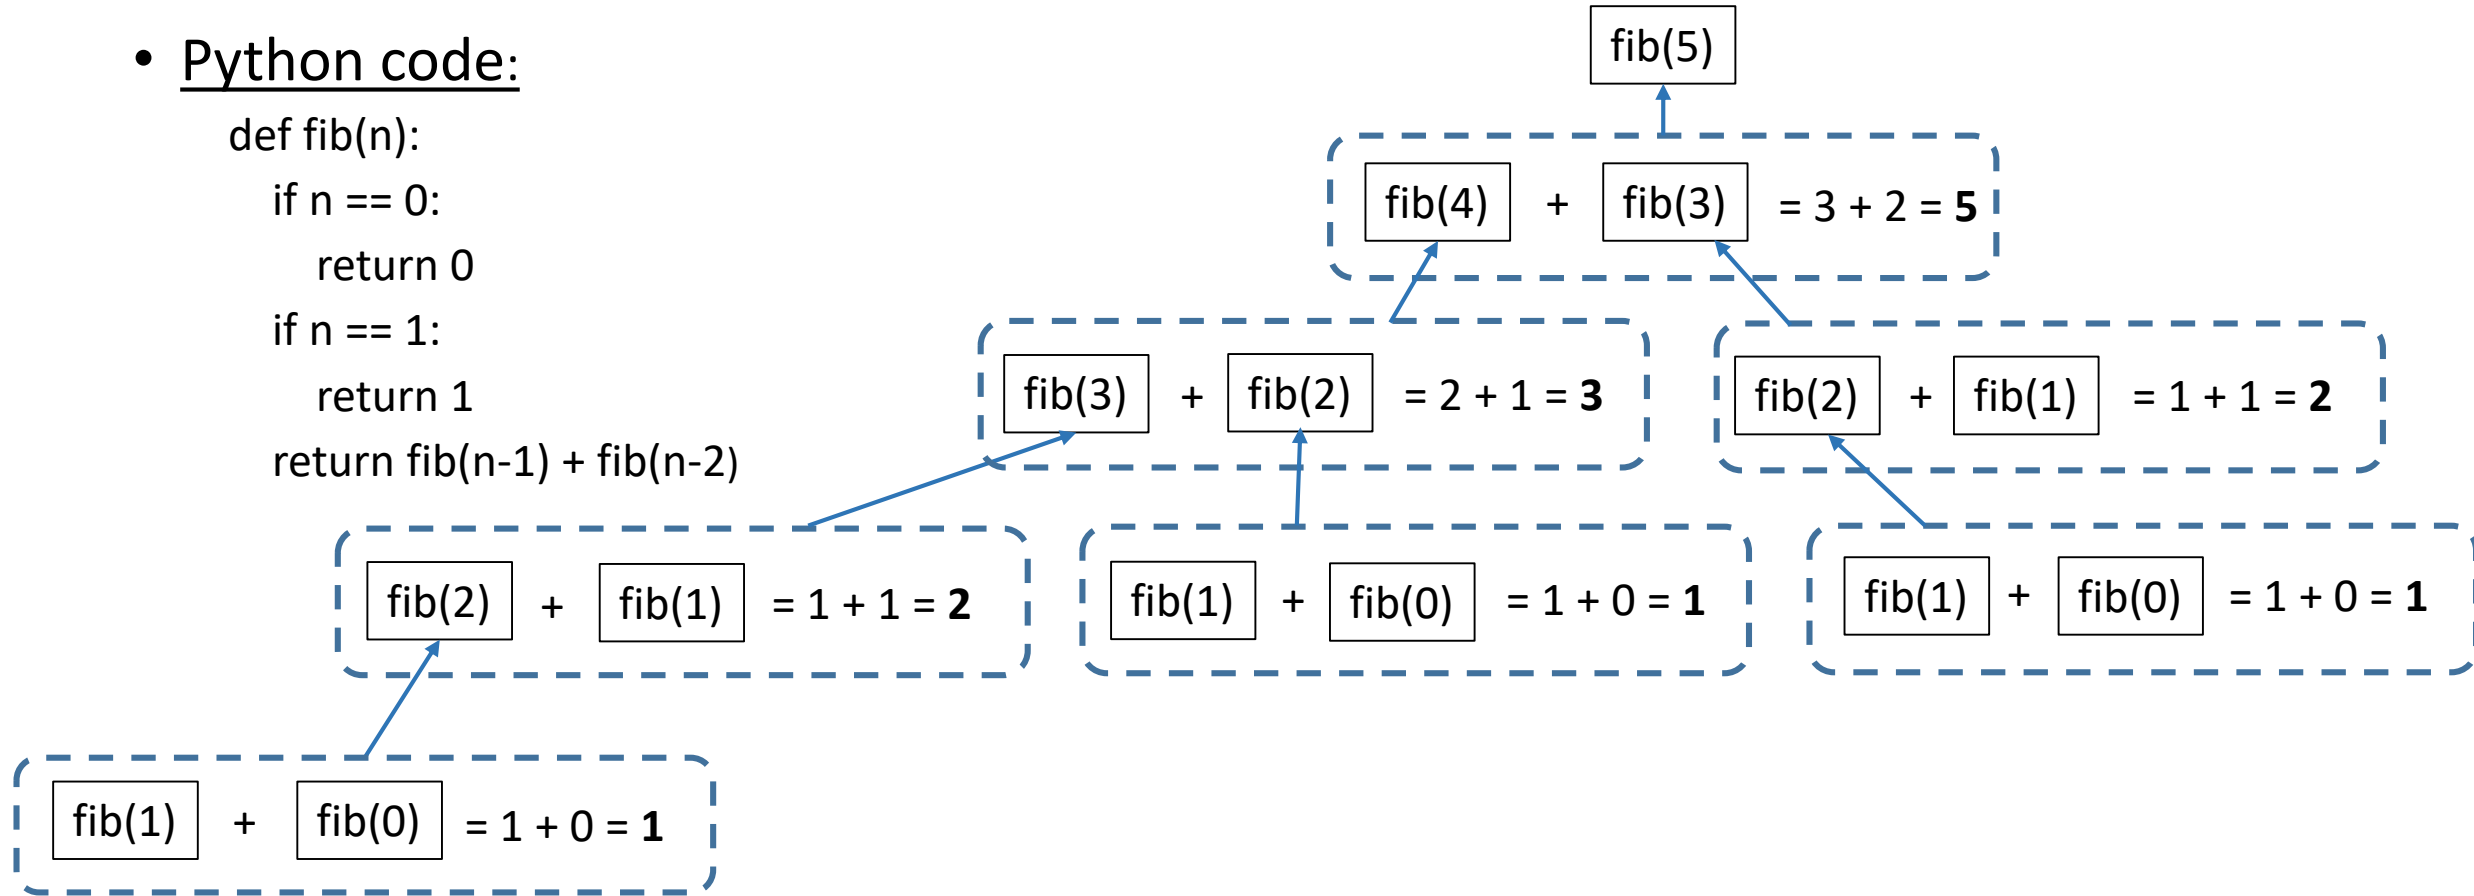 • Python code:
def fib(n):
if n == 0:
return 0
if n == 1:
return 1
return fib(n-1) + fib(n-2)
fib(5)
fib(4) + fib(3) = 3 + 2 = 5
fib(3) + fib(2) = 2 + 1 = 3
fib(2) + fib(1) = 1 + 1 = 2
fib(2) + fib(1) = 1 + 1 = 2
fib(1) + fib(0) = 1 + 0 = 1
fib(1) + fib(0) = 1 + 0 = 1
fib(1) + fib(0) = 1 + 0 = 1